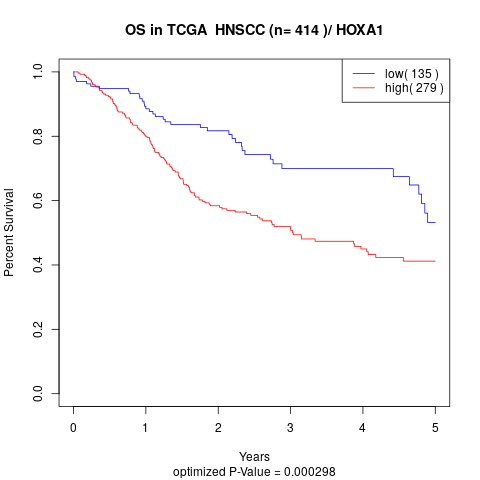 OS in TCGA  HNSCC (n= 414 )/ HOXA1
low( 135 )
high( 279 )
1.0
0.8
0.6
0.4
0.2
0.0
Percent Survival
0 1 2 3 4 5
Years
optimized P-Value = 0.000298